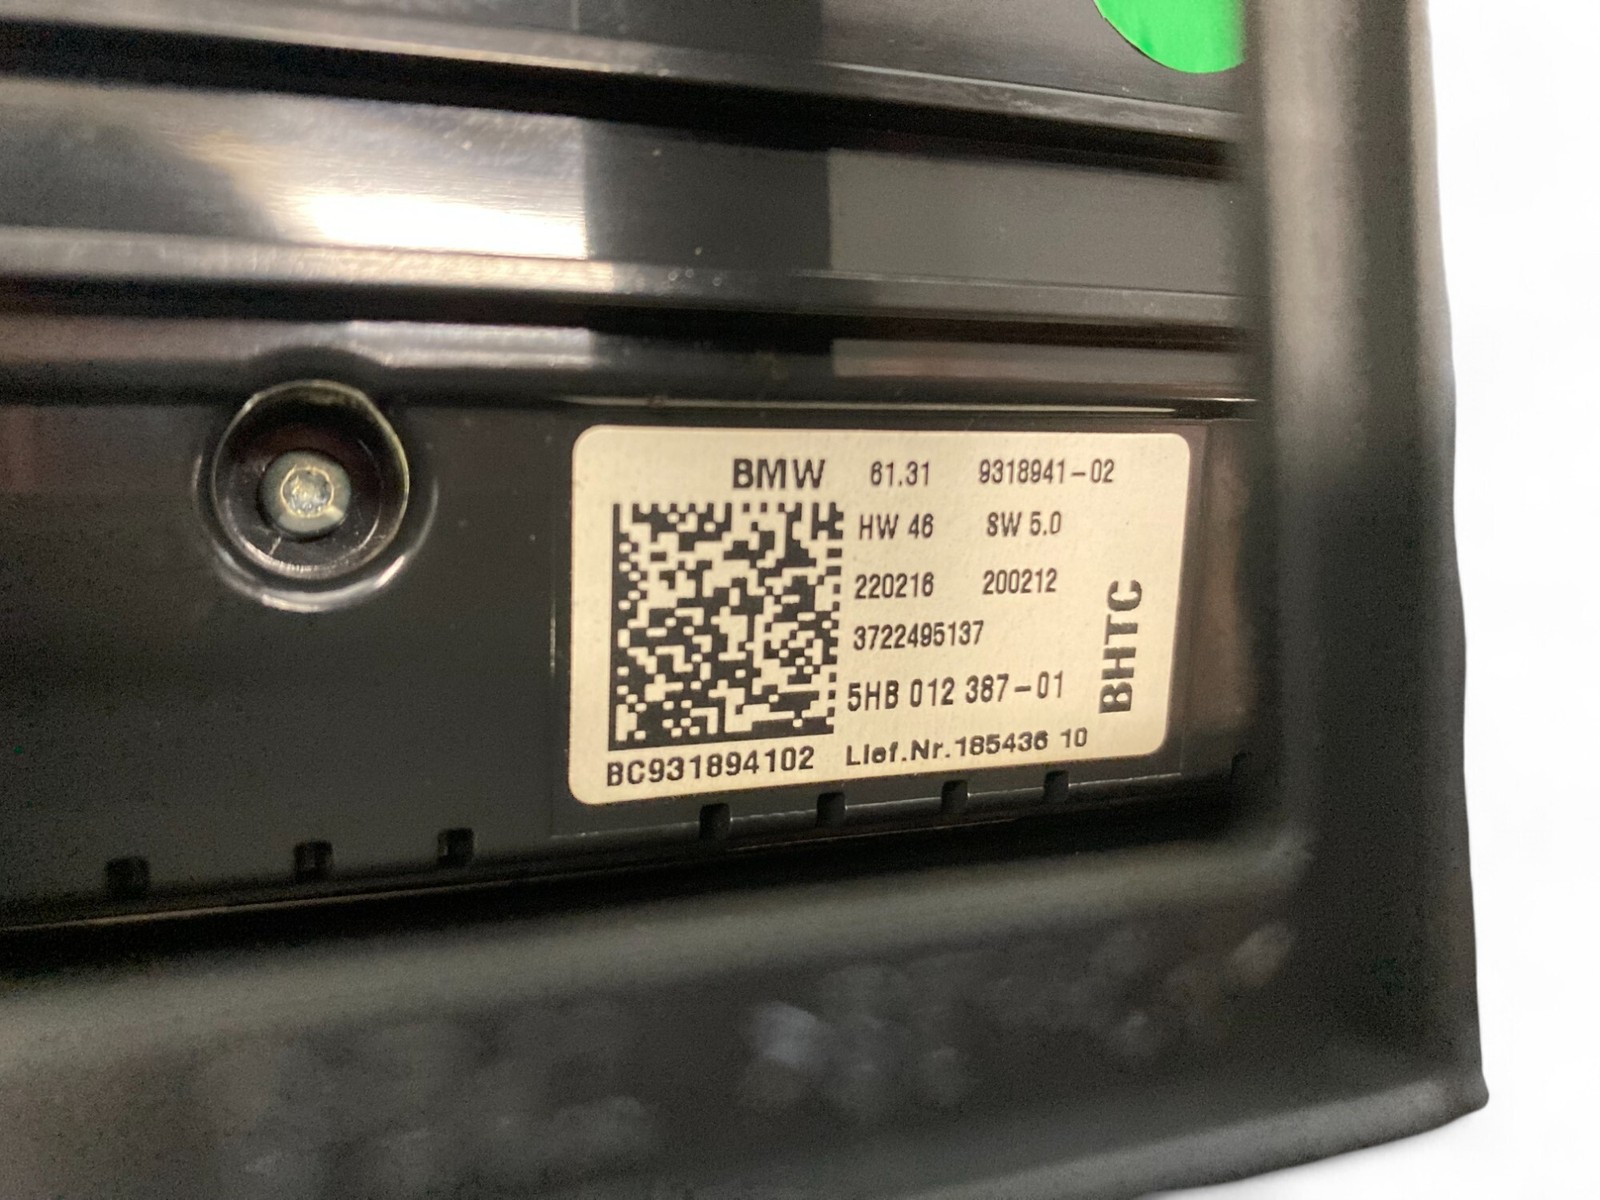 BMW 61.31 9318941-02
HW 46 SW 5.0
220216 200212
3722495137
5HB 012 387-01
BC931894102 Lief.Nr.185436 10
BHTC